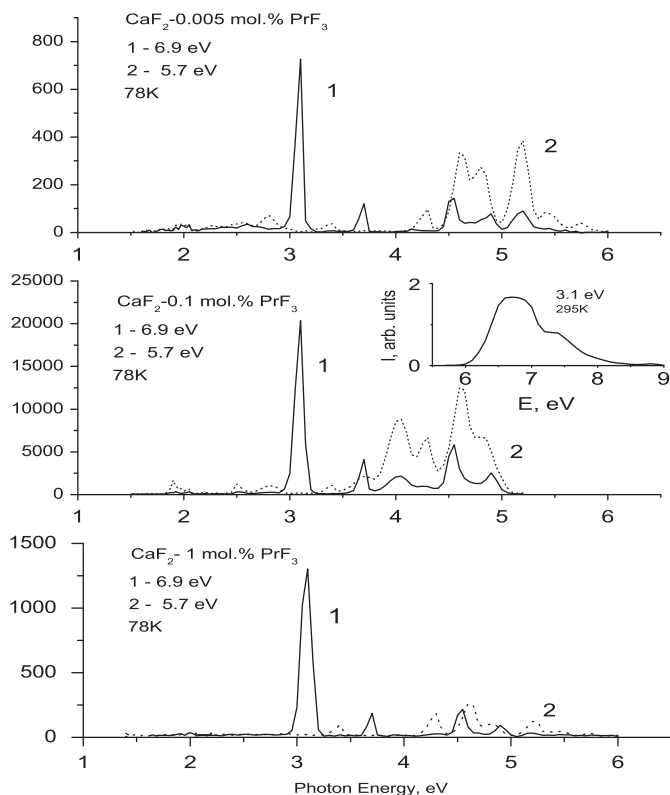 CaF2-0.005 mol.% PrF3
1 - 6.9 eV
2 - 5.7 eV
78K
800
600
400
200
0
1
2
1 2 3 4 5 6
CaF2-0.1 mol.% PrF3
1 - 6.9 eV
2 - 5.7 eV
78K
25000
20000
15000
10000
5000
0
1
2
1 2 3 4 5 6
3.1 eV
295K
I, arb. units
2
0
6 7 8 9
E, eV
CaF2- 1 mol.% PrF3
1 - 6.9 eV
2 - 5.7 eV
78K
1500
1000
500
0
1
2
1 2 3 4 5 6
Photon Energy, eV